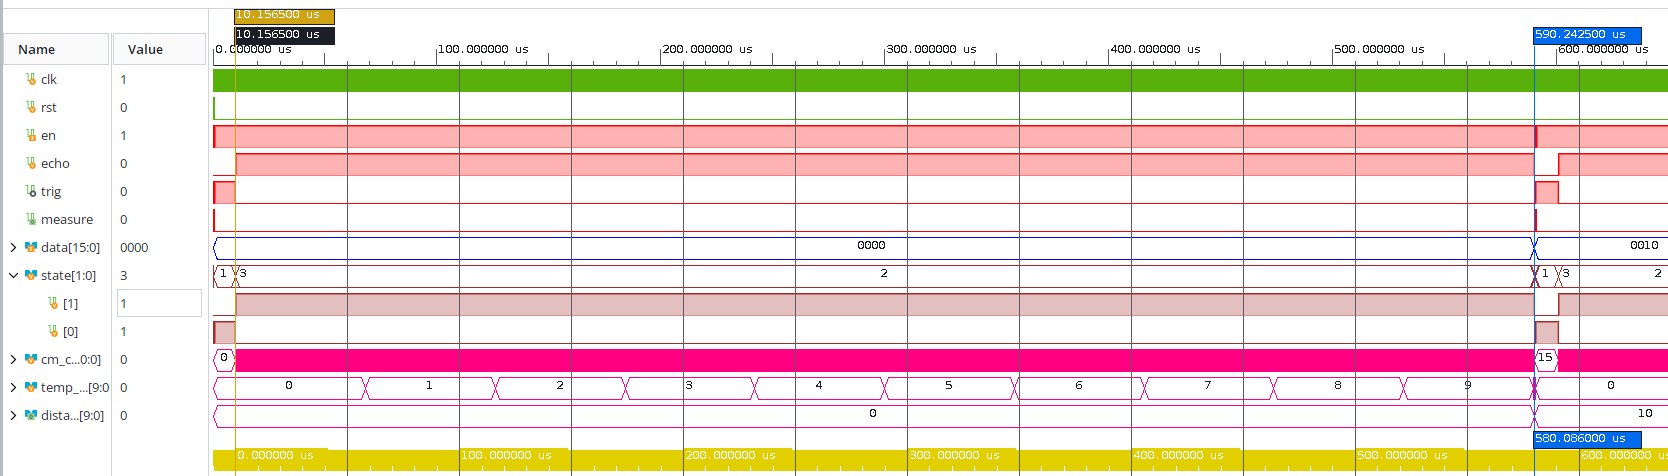 10.156500 us
10.156500 us 590.242500 us
Name Value 0.000000 us 100.000000 us 200.000000 us 300.000000 us 400.000000 us 500.000000 us 600.000000 us
clk 1
rst 0
en 1
echo 0
trig 0
measure 0
data[15:0] 0000 0000 0010
state[1:0] 3 1 3 2 1 3 2
[1] 1
[0] 1
cm_c...0:0] 0 0 15
temp_...[9:0 0 0 1 2 3 4 5 6 7 8 9 0
dista...[9:0] 0 0 10
580.086000 us
0.000000 us 100.000000 us 200.000000 us 300.000000 us 400.000000 us 500.000000 us 600.000000 us